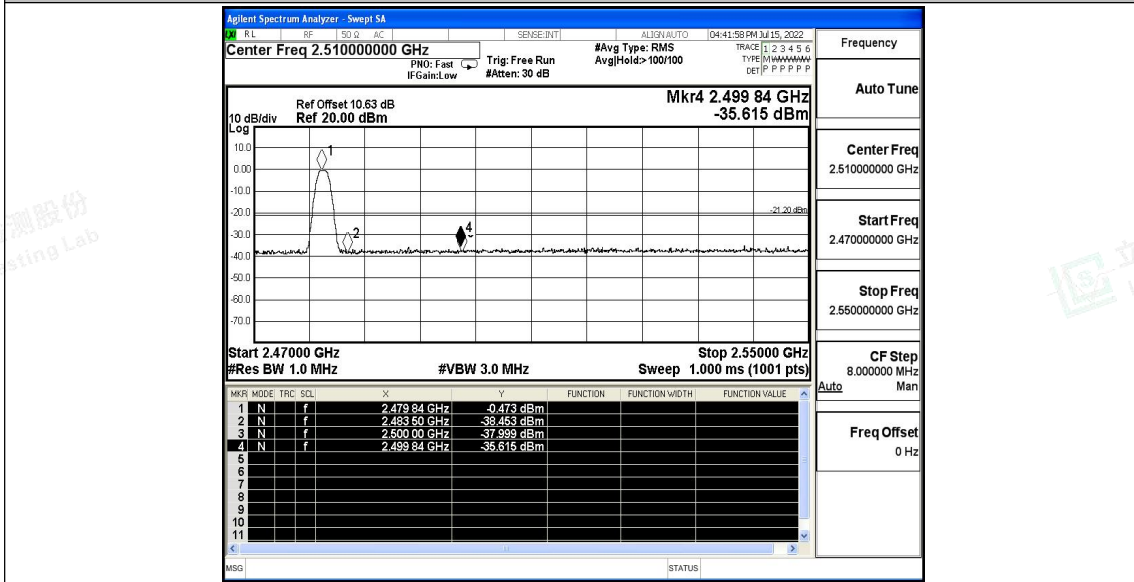 Agilent Spectrum Analyzer - Swept SA
LXI RL RF 50 Ω AC SENSE:INT ALIGN AUTO 04:41:58 PM Jul 15, 2022
Center Freq 2.510000000 GHz
PNO: Fast
IFGain:Low
Trig: Free Run
#Atten: 30 dB
#Avg Type: RMS
Avg|Hold:>100/100
TRACE 1 2 3 4 5 6
TYPE MWWWWW
DET P P P P P P
Frequency
Mkr4 2.499 84 GHz
-35.615 dBm
Ref Offset 10.63 dB
10 dB/div Ref 20.00 dBm
Log
10.0
0.00
-10.0
-20.0
-30.0
-40.0
-50.0
-60.0
-70.0
1
2
4
-21.20 dBm
Start 2.47000 GHz Stop 2.55000 GHz
#Res BW 1.0 MHz #VBW 3.0 MHz Sweep 1.000 ms (1001 pts)
MKR MODE TRC SCL X Y FUNCTION FUNCTION WIDTH FUNCTION VALUE
1 N f 2.479 84 GHz -0.473 dBm
2 N f 2.483 50 GHz -38.453 dBm
3 N f 2.500 00 GHz -37.999 dBm
4 N f 2.499 84 GHz -35.615 dBm
5
6
7
8
9
10
11
MSG STATUS
Auto Tune
Center Freq
2.510000000 GHz
Start Freq
2.470000000 GHz
Stop Freq
2.550000000 GHz
CF Step
8.000000 MHz
Auto Man
Freq Offset
0 Hz
测股份
sting Lab
立